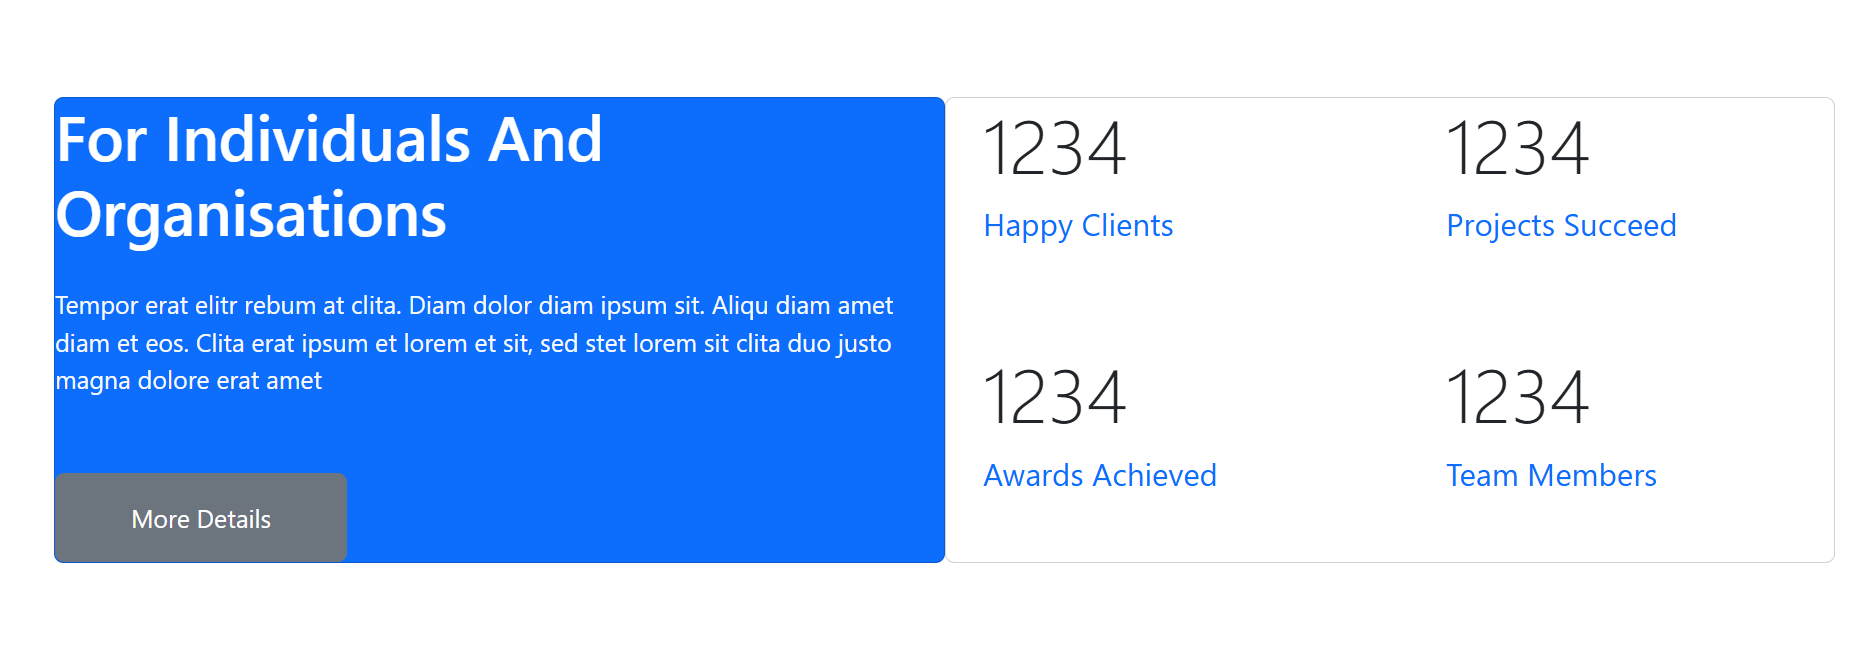 For Individuals And
Organisations
Tempor erat elitr rebum at clita. Diam dolor diam ipsum sit. Aliqu diam amet
diam et eos. Clita erat ipsum et lorem et sit, sed stet lorem sit clita duo justo
magna dolore erat amet
More Details
1234
Happy Clients
1234
Projects Succeed
1234
Awards Achieved
1234
Team Members